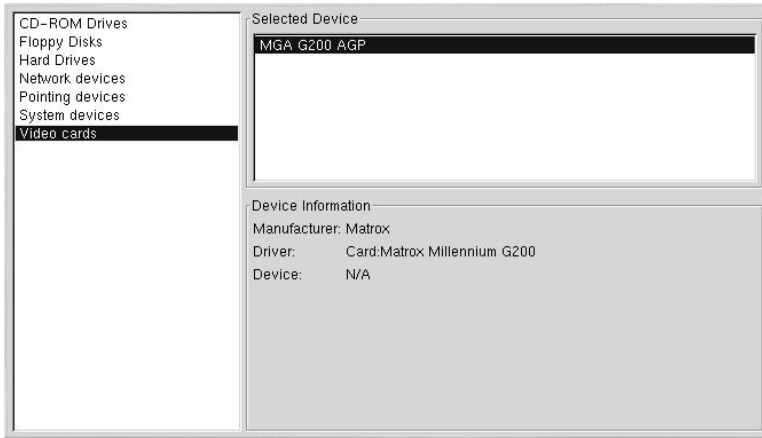 CD-ROM Drives
Floppy Disks
Hard Drives
Network devices
Pointing devices
System devices
Video cards
Selected Device
MGA G200 AGP
Device Information
Manufacturer: Matrox
Driver: Card:Matrox Millennium G200
Device: N/A